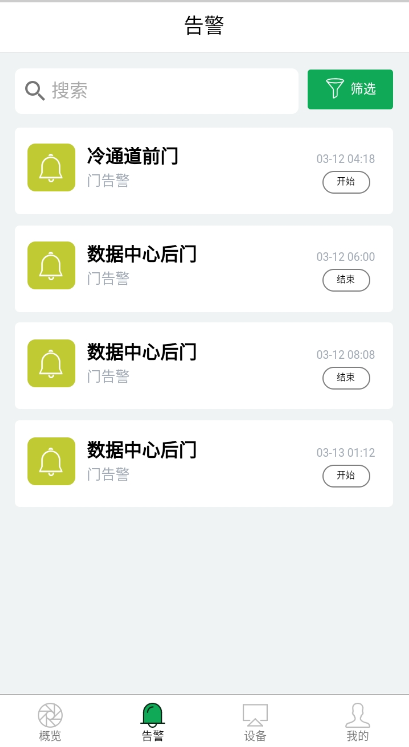 告警
搜索
筛选
冷通道前门
03-12 04:18
门告警
开始
数据中心后门
03-12 06:00
门告警
结束
数据中心后门
03-12 08:08
门告警
结束
数据中心后门
03-13 01:12
门告警
开始
概览
告警
设备
我的